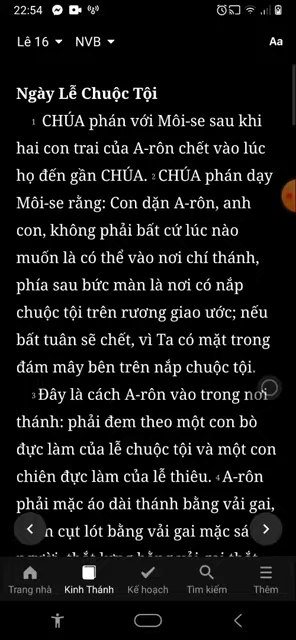 22:54
Lê 16 NVB Aa
Ngày Lễ Chuộc Tội
1 CHÚA phán với Môi-se sau khi
hai con trai của A-rôn chết vào lúc
họ đến gần CHÚA. 2 CHÚA phán dạy
Môi-se rằng: Con dặn A-rôn, anh
con, không phải bất cứ lúc nào
muốn là có thể vào nơi chí thánh,
phía sau bức màn là nơi có nắp
chuộc tội trên rương giao ước; nếu
bất tuân sẽ chết, vì Ta có mặt trong
đám mây bên trên nắp chuộc tội.
3 Đây là cách A-rôn vào trong nơi
thánh: phải đem theo một con bò
đực làm của lễ chuộc tội và một con
chiên đực làm của lễ thiêu. 4 A-rôn
phải mặc áo dài thánh bằng vải gai,
cụt lót bằng vải gai mặc
Trang nhà Kinh Thánh Kế hoạch Tìm kiếm Thêm